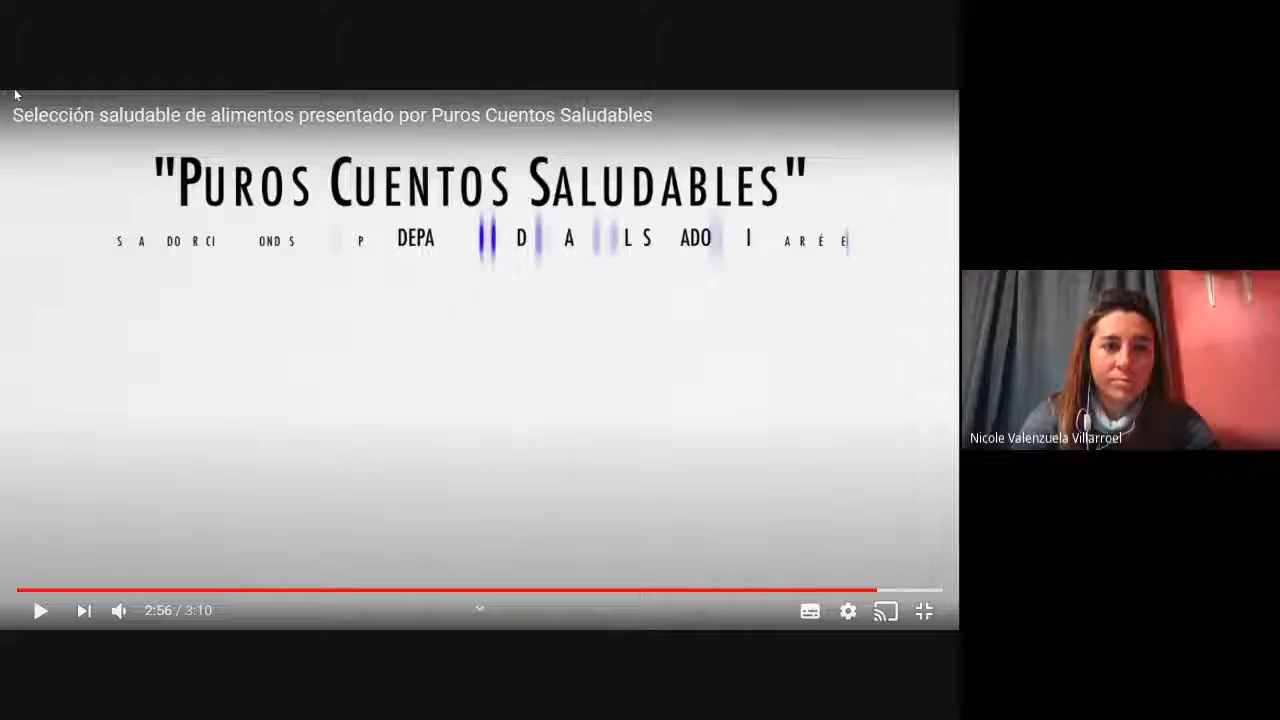 Selección saludable de alimentos presentado por Puros Cuentos Saludables
"PUROS CUENTOS SALUDABLES"
2:56 / 3:10
Nicole Valenzuela Villarroel